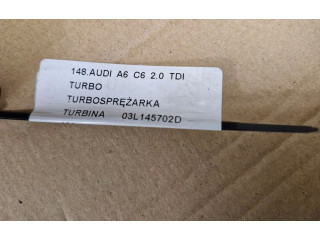 148.AUDI A6 C6 2.0 TDI
TURBO
TURBOSPRĘŻARKA
TURBINA 03L145702D